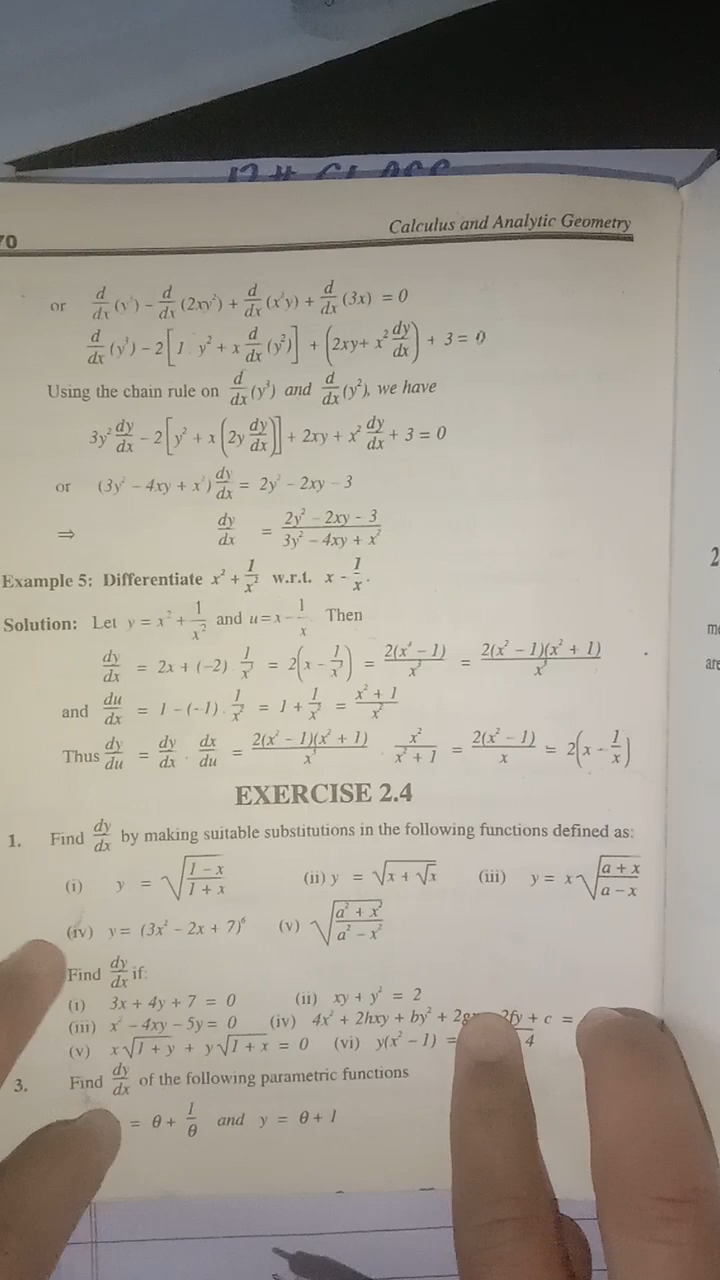 12th CLASS
70
Calculus and Analytic Geometry
or d/dx (y³) − d/dx (2xy²) + d/dx (x²y) + d/dx (3x) = 0
d/dx (y³) − 2[1 . y² + x d/dx (y²)] + (2xy + x² dy/dx) + 3 = 0
Using the chain rule on d/dx (y³) and d/dx (y²), we have
3y² dy/dx − 2[y² + x(2y dy/dx)] + 2xy + x² dy/dx + 3 = 0
or (3y² − 4xy + x²) dy/dx = 2y² − 2xy − 3
⇒ dy/dx = (2y² − 2xy − 3)/(3y² − 4xy + x²)
Example 5: Differentiate x² + 1/x² w.r.t. x − 1/x.
Solution: Let y = x² + 1/x² and u = x − 1/x Then
dy/dx = 2x + (−2) . 1/x³ = 2(x − 1/x³) = 2(x⁴ − 1)/x³ = 2(x² − 1)(x² + 1)/x³
and du/dx = 1 − (−1) . 1/x² = 1 + 1/x² = (x² + 1)/x²
Thus dy/du = dy/dx . dx/du = 2(x² − 1)(x² + 1)/x³ . x²/(x² + 1) = 2(x² − 1)/x = 2(x − 1/x)
EXERCISE 2.4
1. Find dy/dx by making suitable substitutions in the following functions defined as:
(i) y = √((1 − x)/(1 + x)) (ii) y = √(x + √x) (iii) y = x√((a + x)/(a − x))
(iv) y = (3x² − 2x + 7)⁶ (v) √((a² + x²)/(a² − x²))
Find dy/dx if:
(i) 3x + 4y + 7 = 0 (ii) xy + y² = 2
(iii) x² − 4xy − 5y = 0 (iv) 4x² + 2hxy + by² + 2g 2fy + c =
(v) x√(1 + y) + y√(1 + x) = 0 (vi) y(x² − 1) = 4
3. Find dy/dx of the following parametric functions
= θ + 1/θ and y = θ + 1
2
are